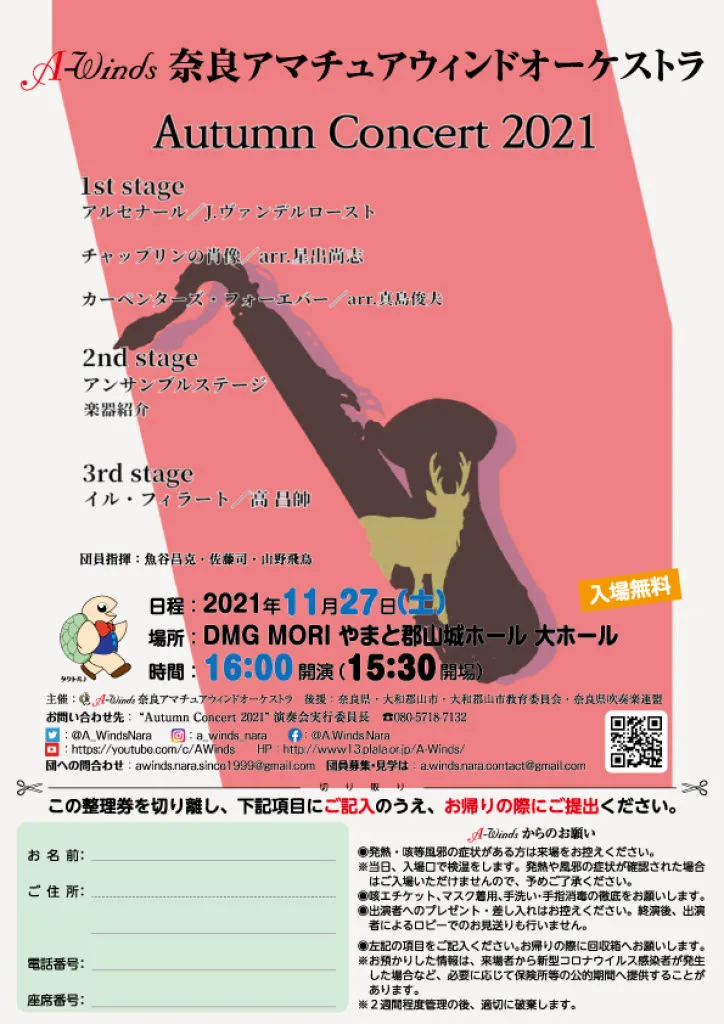 A-Winds 奈良アマチュアウィンドオーケストラ
Autumn Concert 2021
1st stage
アルセナール／J.ヴァンデルロースト
チャップリンの肖像／arr.星出尚志
カーペンターズ・フォーエバー／arr.真島俊夫
2nd stage
アンサンブルステージ
楽器紹介
3rd stage
イル・フィラート／高 昌帥
団員指揮：魚谷昌克・佐藤司・山野飛鳥
入場無料
日程：2021年11月27日(土)
場所：DMG MORI やまと郡山城ホール 大ホール
時間：16:00開演（15:30開場）
タクトル♪
主催：A-Winds 奈良アマチュアウィンドオーケストラ 後援：奈良県・大和郡山市・大和郡山市教育委員会・奈良県吹奏楽連盟
お問い合わせ先： “Autumn Concert 2021” 演奏会実行委員長 ☎080-5718-7132
：@A_WindsNara ：a_winds_nara ：@A.Winds.Nara
：https://youtube.com/c/AWinds HP：http://www13.plala.or.jp/A-Winds/
団への問合わせ：awinds.nara.since1999@gmail.com 団員募集・見学は：a.winds.nara.contact@gmail.com
切り取り
この整理券を切り離し、下記項目にご記入のうえ、お帰りの際にご提出ください。
お名前：
ご住所：
電話番号：
座席番号：
A-Winds からのお願い
●発熱・咳等風邪の症状がある方は来場をお控えください。
※当日、入場口で検温をします。発熱や風邪の症状が確認された場合
はご入場いただけませんので、予めご了承ください。
●咳エチケット、マスク着用、手洗い・手指消毒の徹底をお願いします。
●出演者へのプレゼント・差し入れはお控えください。終演後、出演
者によるロビーでのお見送りも行いません。
●左記の項目をご記入ください。お帰りの際に回収箱へお願いします。
※お預かりした情報は、来場者から新型コロナウイルス感染者が発生
した場合など、必要に応じて保険所等の公的期間へ提供することが
あります。
※２週間程度管理の後、適切に破棄します。